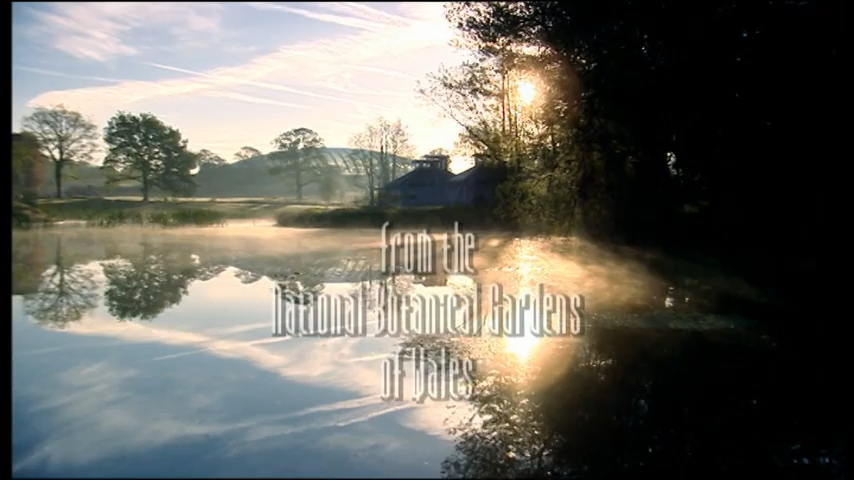 from the
National Botanical Gardens
of Wales